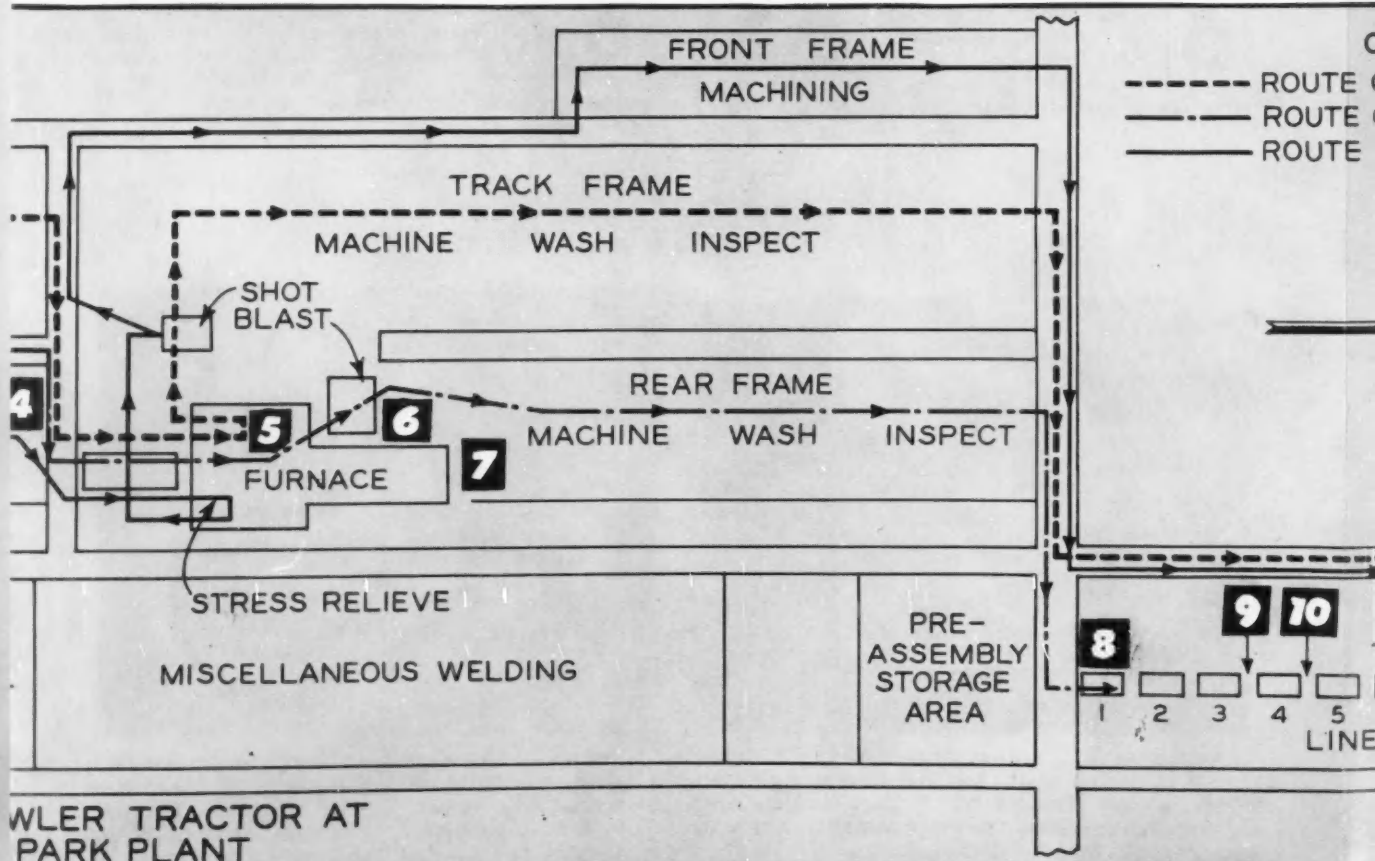 FRONT FRAME
MACHINING
ROUTE
ROUTE
ROUTE
TRACK FRAME
MACHINE WASH INSPECT
SHOT
BLAST
REAR FRAME
4
5
6
MACHINE WASH INSPECT
7
FURNACE
STRESS RELIEVE
MISCELLANEOUS WELDING
PRE-
ASSEMBLY
STORAGE
AREA
8
9
10
1 2 3 4 5
LINE
WLER TRACTOR AT
PARK PLANT